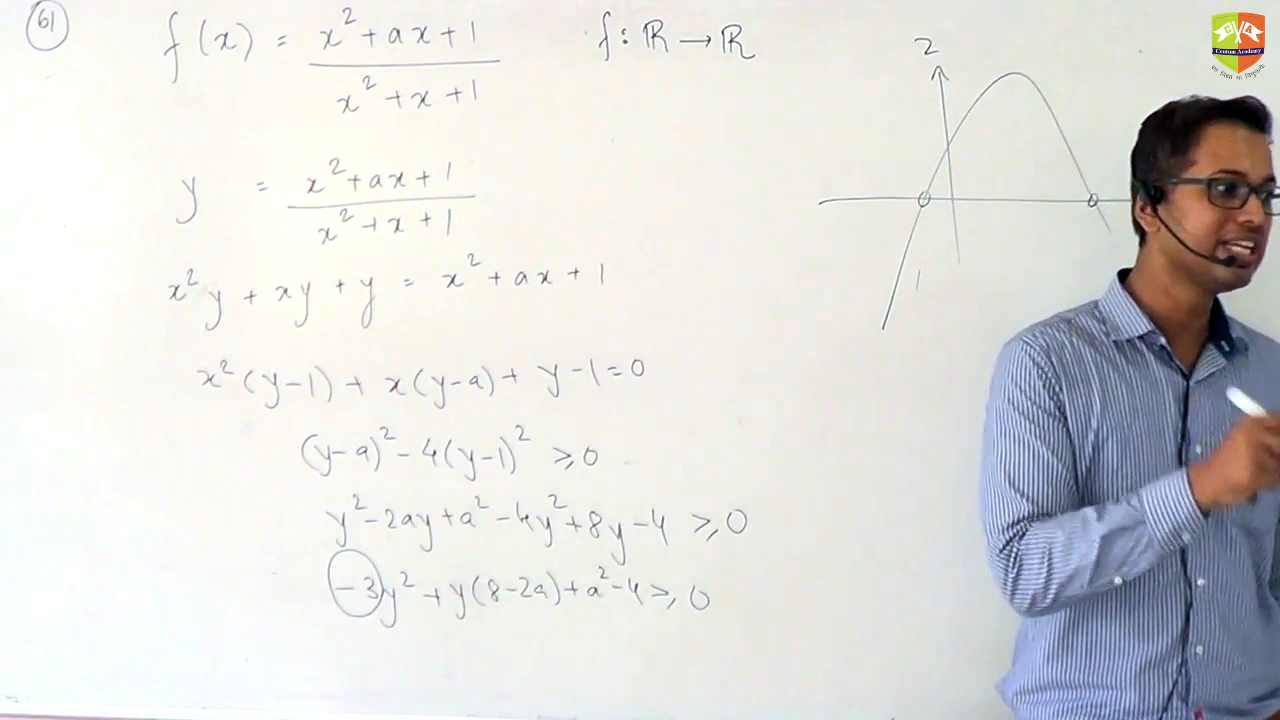 61
f(x) = x²+ax+1 / x²+x+1 f: ℝ → ℝ
y = x²+ax+1 / x²+x+1
x²y + xy + y = x² + ax + 1
x²(y-1) + x(y-a) + y-1=0
(y-a)² - 4(y-1)² ≥ 0
y² - 2ay + a² - 4y² + 8y - 4 ≥ 0
-3y² + y(8-2a) + a² - 4 ≥ 0
2
1
C A
Centum Academy